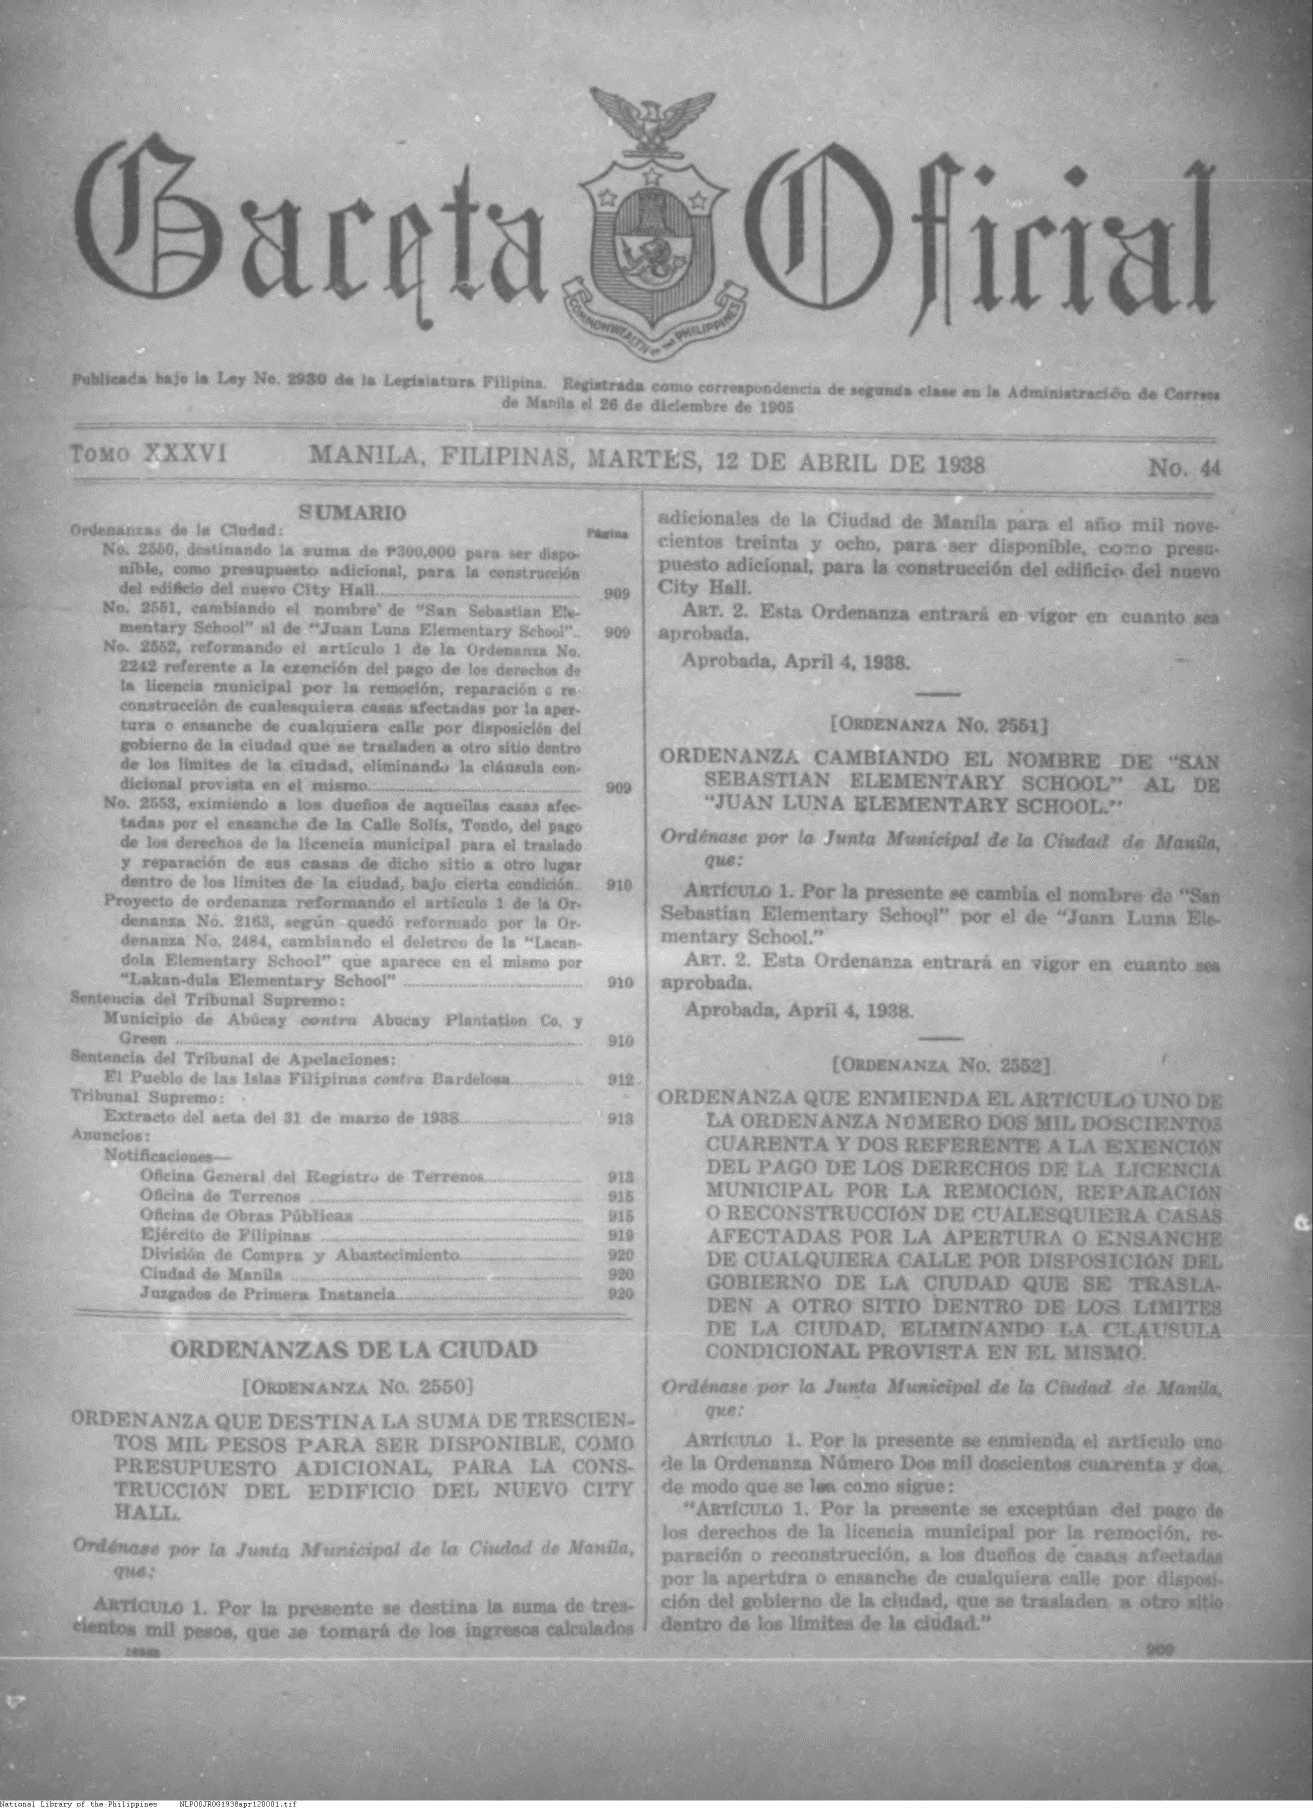 Gaceta Oficial
COMMONWEALTH OF THE PHILIPPINES
Publicada bajo la Ley No. 2930 de la Legislatura Filipina. Registrada como correspondencia de segunda clase en la Administración de Correos
de Manila el 26 de diciembre de 1905
TOMO XXXVI MANILA, FILIPINAS, MARTES, 12 DE ABRIL DE 1938 No. 44
SUMARIO
Ordenanzas de la Ciudad: Página
No. 2550, destinando la suma de ₱300,000 para ser dispo-
nible, como presupuesto adicional, para la construcción
del edificio del nuevo City Hall 909
No. 2551, cambiando el nombre de "San Sebastian Ele-
mentary School" al de "Juan Luna Elementary School". 909
No. 2552, reformando el artículo 1 de la Ordenanza No.
2242 referente a la exención del pago de los derechos de
la licencia municipal por la remoción, reparación o re-
construcción de cualesquiera casas afectadas por la aper-
tura o ensanche de cualquiera calle por disposición del
gobierno de la ciudad que se trasladen a otro sitio dentro
de los límites de la ciudad, eliminando la cláusula con-
dicional provista en el mismo 909
No. 2553, eximiendo a los dueños de aquellas casas afec-
tadas por el ensanche de la Calle Solís, Tondo, del pago
de los derechos de la licencia municipal para el traslado
y reparación de sus casas de dicho sitio a otro lugar
dentro de los límites de la ciudad, bajo cierta condición. 910
Proyecto de ordenanza reformando el artículo 1 de la Or-
denanza No. 2163, según quedó reformado por la Or-
denanza No. 2484, cambiando el deletreo de la "Lacan-
dola Elementary School" que aparece en el mismo por
"Lakan-dula Elementary School" 910
Sentencia del Tribunal Supremo:
Municipio de Abúcay contra Abucay Plantation Co. y
Green 910
Sentencia del Tribunal de Apelaciones:
El Pueblo de las Islas Filipinas contra Bardelosa 912
Tribunal Supremo:
Extracto del acta del 31 de marzo de 1938 913
Anuncios:
Notificaciones—
Oficina General del Registro de Terrenos 913
Oficina de Terrenos 915
Oficina de Obras Públicas 915
Ejército de Filipinas 919
División de Compra y Abastecimiento 920
Ciudad de Manila 920
Juzgados de Primera Instancia 920
ORDENANZAS DE LA CIUDAD
[ORDENANZA No. 2550]
ORDENANZA QUE DESTINA LA SUMA DE TRESCIEN-
TOS MIL PESOS PARA SER DISPONIBLE, COMO
PRESUPUESTO ADICIONAL, PARA LA CONS-
TRUCCIÓN DEL EDIFICIO DEL NUEVO CITY
HALL.
Ordénase por la Junta Municipal de la Ciudad de Manila,
que:
ARTÍCULO 1. Por la presente se destina la suma de tres-
cientos mil pesos, que se tomará de los ingresos calculados
adicionales de la Ciudad de Manila para el año mil nove-
cientos treinta y ocho, para ser disponible, como presu-
puesto adicional, para la construcción del edificio del nuevo
City Hall.
ART. 2. Esta Ordenanza entrará en vigor en cuanto sea
aprobada.
Aprobada, April 4, 1938.
[ORDENANZA No. 2551]
ORDENANZA CAMBIANDO EL NOMBRE DE "SAN
SEBASTIAN ELEMENTARY SCHOOL" AL DE
"JUAN LUNA ELEMENTARY SCHOOL."
Ordénase por la Junta Municipal de la Ciudad de Manila,
que:
ARTÍCULO 1. Por la presente se cambia el nombre de "San
Sebastian Elementary School" por el de "Juan Luna Ele-
mentary School."
ART. 2. Esta Ordenanza entrará en vigor en cuanto sea
aprobada.
Aprobada, April 4, 1938.
[ORDENANZA No. 2552]
ORDENANZA QUE ENMIENDA EL ARTICULO UNO DE
LA ORDENANZA NÚMERO DOS MIL DOSCIENTOS
CUARENTA Y DOS REFERENTE A LA EXENCIÓN
DEL PAGO DE LOS DERECHOS DE LA LICENCIA
MUNICIPAL POR LA REMOCIÓN, REPARACIÓN
O RECONSTRUCCIÓN DE CUALESQUIERA CASAS
AFECTADAS POR LA APERTURA O ENSANCHE
DE CUALQUIERA CALLE POR DISPOSICIÓN DEL
GOBIERNO DE LA CIUDAD QUE SE TRASLA-
DEN A OTRO SITIO DENTRO DE LOS LIMITES
DE LA CIUDAD, ELIMINANDO LA CLAUSULA
CONDICIONAL PROVISTA EN EL MISMO.
Ordénase por la Junta Municipal de la Ciudad de Manila,
que:
ARTÍCULO 1. Por la presente se enmienda el artículo uno
de la Ordenanza Número Dos mil doscientos cuarenta y dos,
de modo que se lea como sigue:
"ARTÍCULO 1. Por la presente se exceptúan del pago de
los derechos de la licencia municipal por la remoción, re-
paración o reconstrucción, a los dueños de casas afectadas
por la apertura o ensanche de cualquiera calle por disposi-
ción del gobierno de la ciudad, que se trasladen a otro sitio
dentro de los límites de la ciudad."
909
National Library of the Philippines NLPO0JROG1938apr120001.tif